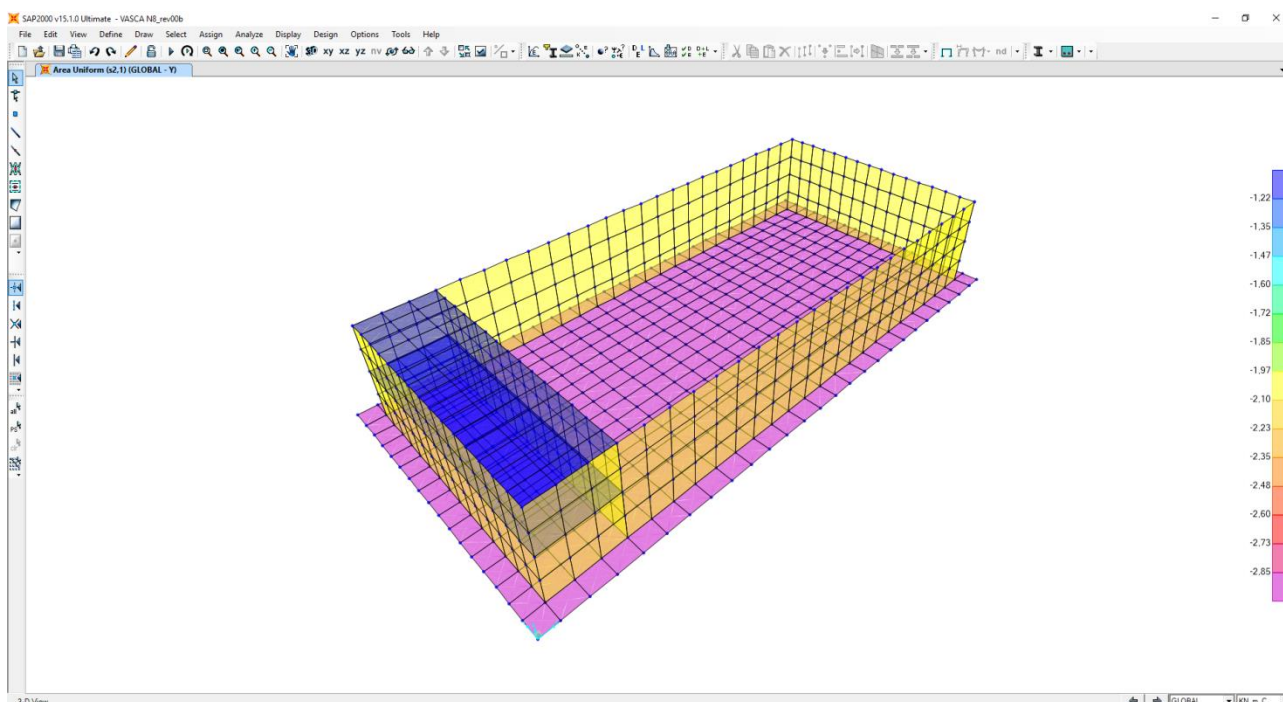 SAP2000 v15.1.0 Ultimate - VASCA N8_rev00b
File Edit View Define Draw Select Assign Analyze Display Design Options Tools Help
xy xz yz nv nd
Area Uniform (s2,1) (GLOBAL - Y)
-1.22
-1.35
-1.47
-1.60
-1.72
-1.85
-1.97
-2.10
-2.23
-2.35
-2.48
-2.60
-2.73
-2.85
3-D View GLOBAL